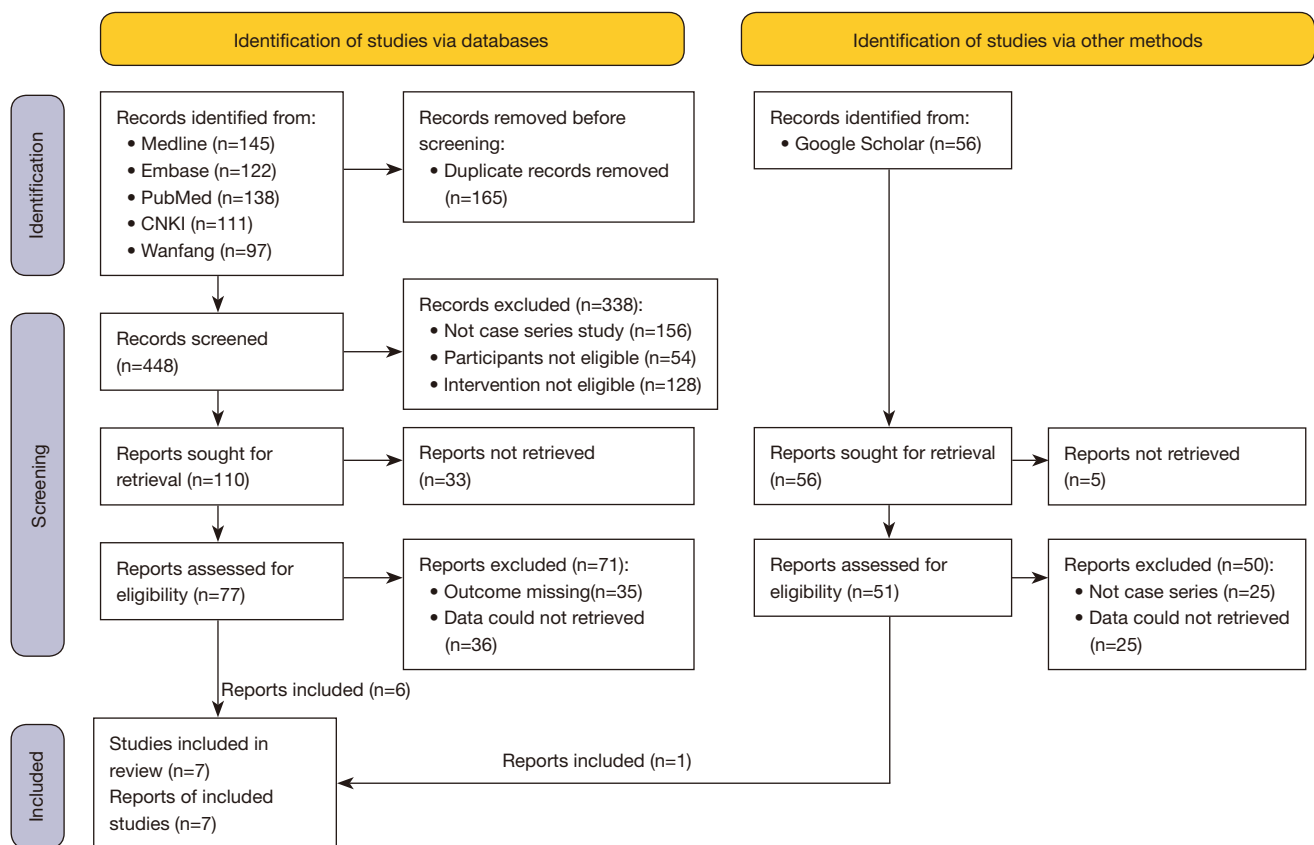 Identification of studies via databases
Identification of studies via other methods
Identification
Records identified from:
• Medline (n=145)
• Embase (n=122)
• PubMed (n=138)
• CNKI (n=111)
• Wanfang (n=97)
Records removed before
screening:
• Duplicate records removed
(n=165)
Records identified from:
• Google Scholar (n=56)
Screening
Records screened
(n=448)
Records excluded (n=338):
• Not case series study (n=156)
• Participants not eligible (n=54)
• Intervention not eligible (n=128)
Reports sought for
retrieval (n=110)
Reports not retrieved
(n=33)
Reports sought for retrieval
(n=56)
Reports not retrieved
(n=5)
Reports assessed for
eligibility (n=77)
Reports excluded (n=71):
• Outcome missing(n=35)
• Data could not retrieved
(n=36)
Reports assessed for
eligibility (n=51)
Reports excluded (n=50):
• Not case series (n=25)
• Data could not retrieved
(n=25)
Reports included (n=6)
Included
Studies included in
review (n=7)
Reports of included
studies (n=7)
Reports included (n=1)